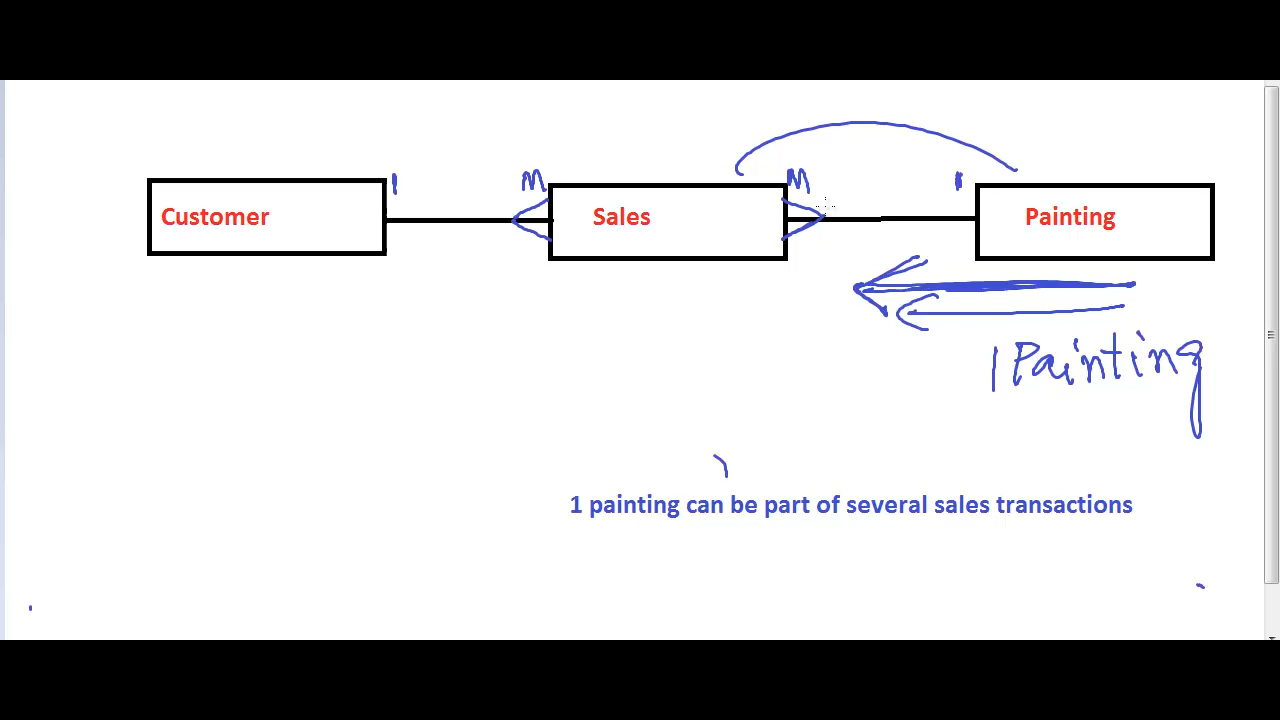 1 M M 1
Customer Sales Painting
1 Painting
1 painting can be part of several sales transactions